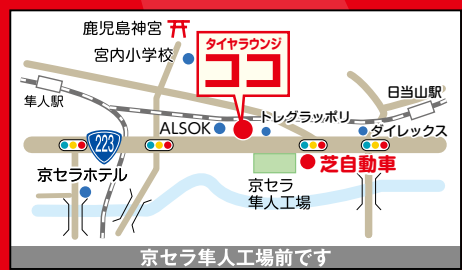 鹿児島神宮
宮内小学校
タイヤラウンジ
ココ
隼人駅
日当山駅
ALSOK
トレグラッポリ
ダイレックス
223
芝自動車
京セラホテル
京セラ
隼人工場
京セラ隼人工場前です